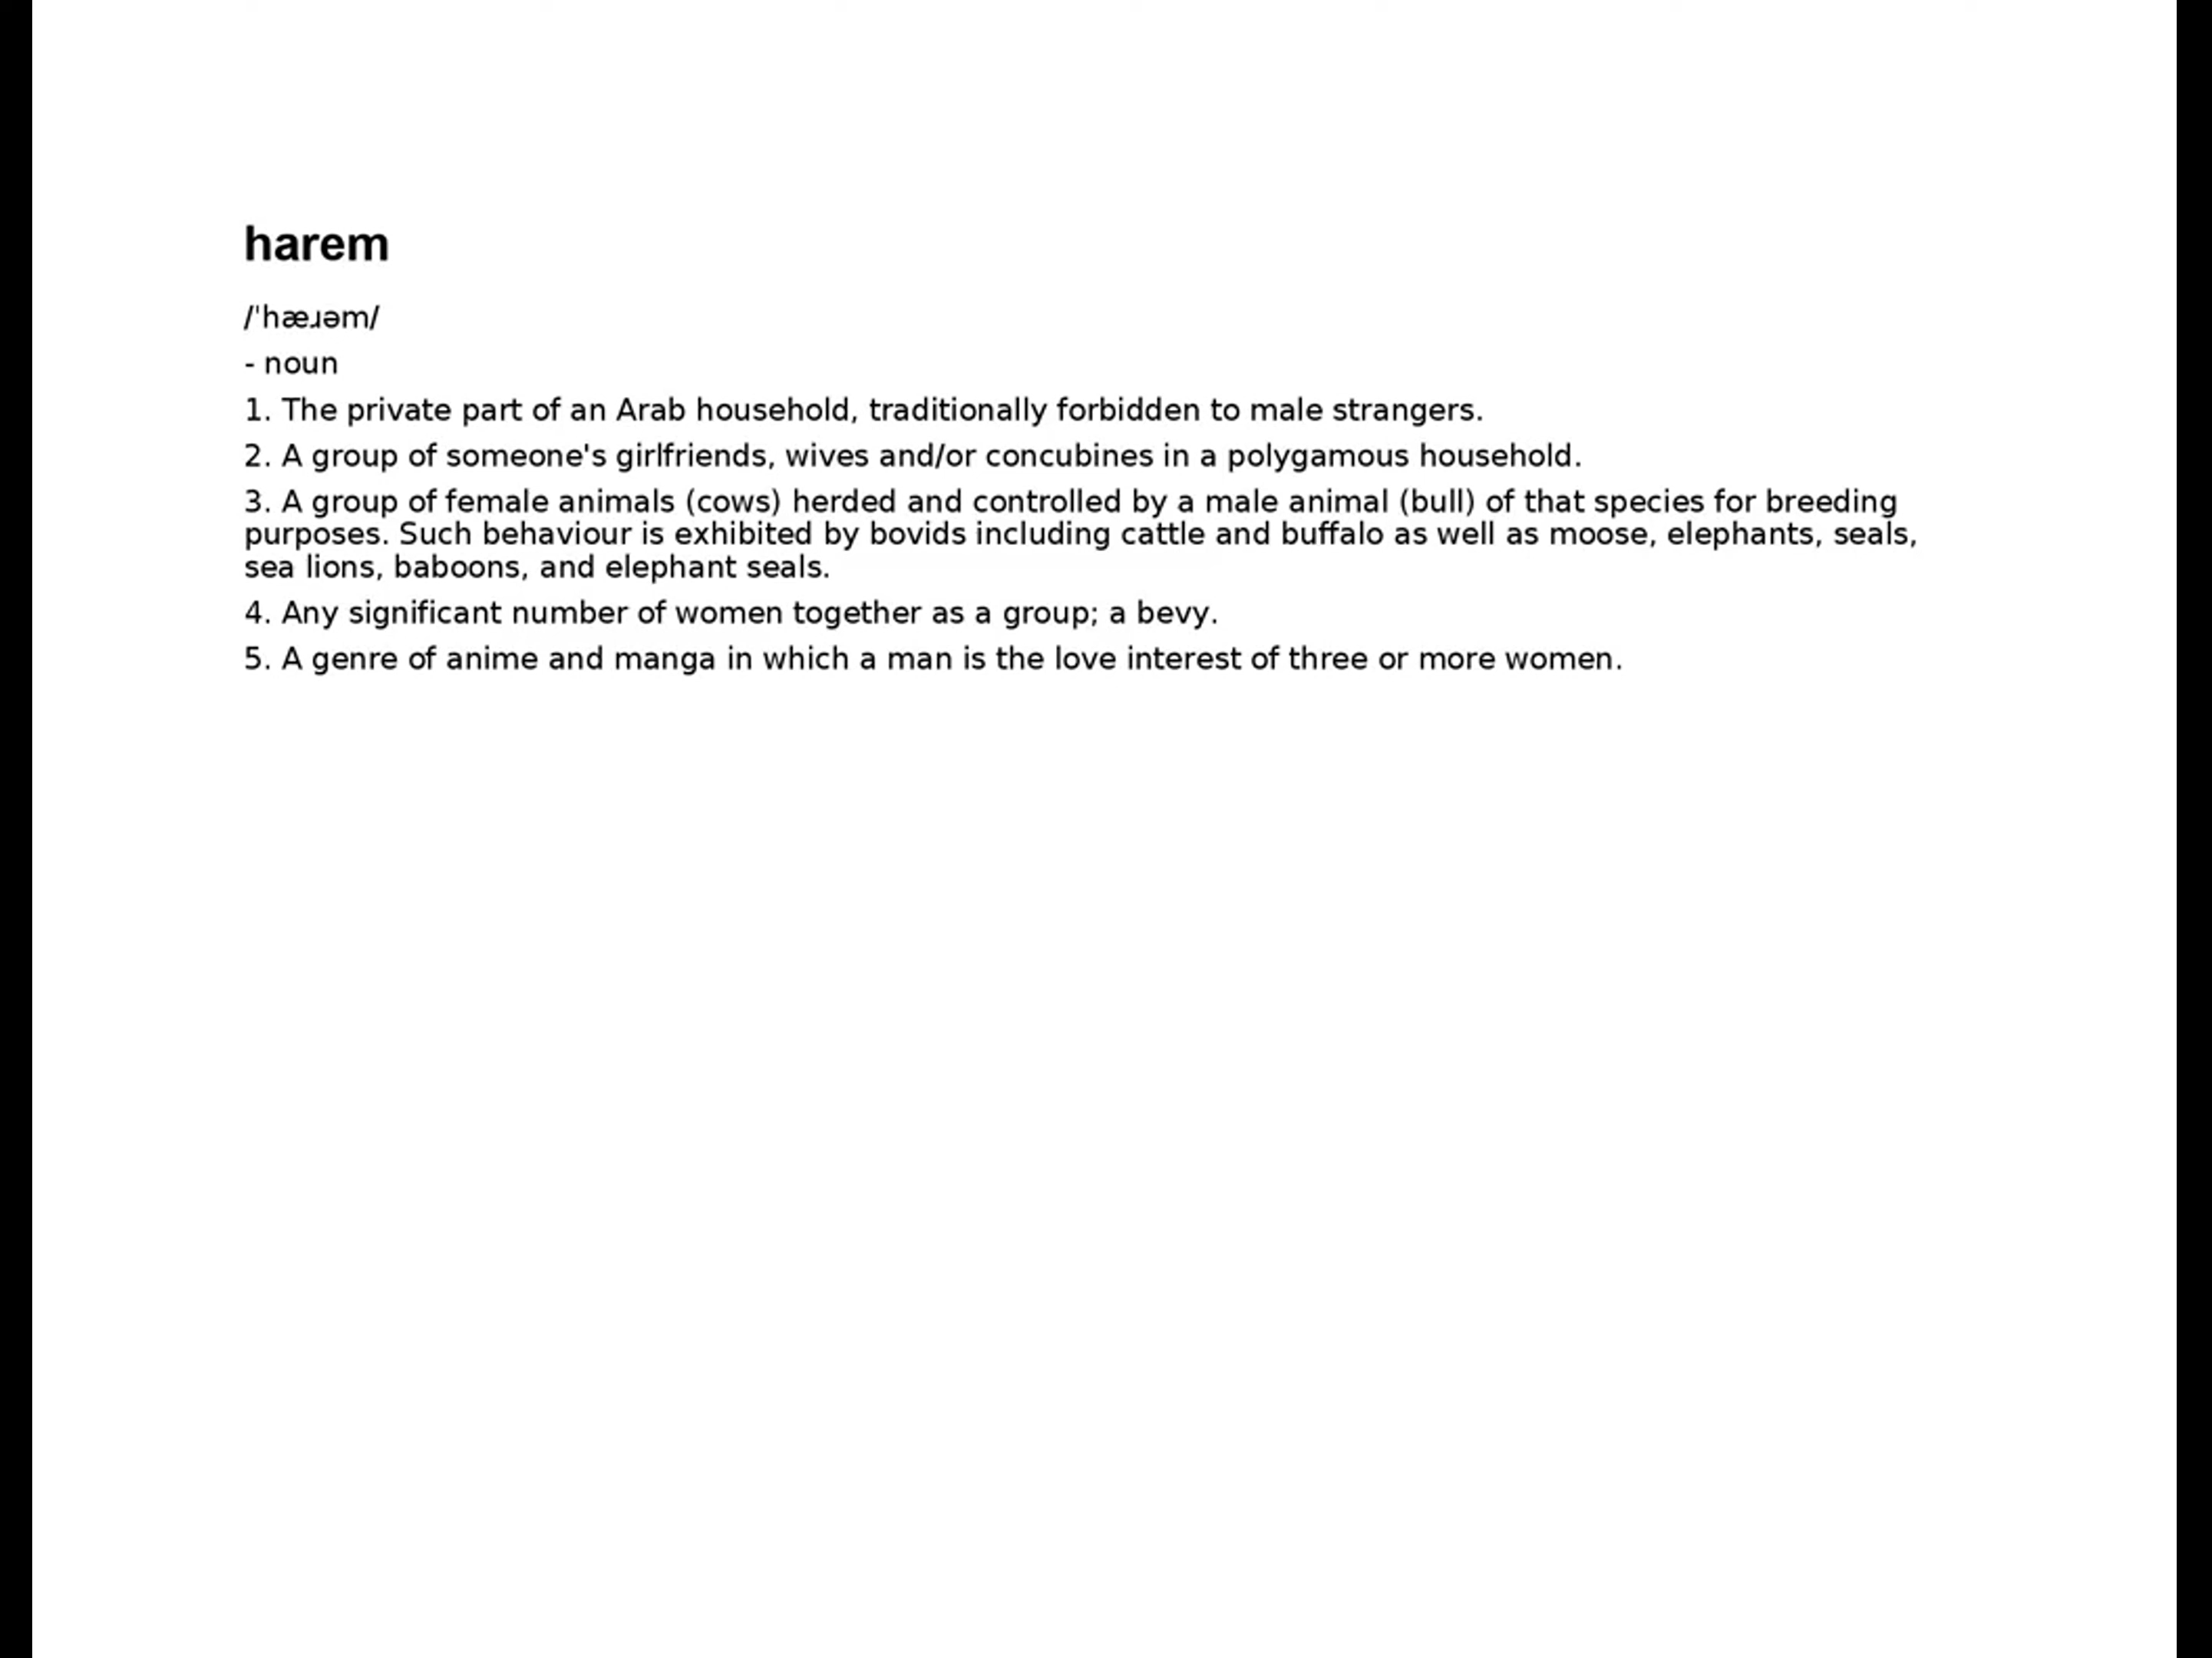 harem
/ˈhæɹəm/
- noun
1. The private part of an Arab household, traditionally forbidden to male strangers.
2. A group of someone's girlfriends, wives and/or concubines in a polygamous household.
3. A group of female animals (cows) herded and controlled by a male animal (bull) of that species for breeding
purposes. Such behaviour is exhibited by bovids including cattle and buffalo as well as moose, elephants, seals,
sea lions, baboons, and elephant seals.
4. Any significant number of women together as a group; a bevy.
5. A genre of anime and manga in which a man is the love interest of three or more women.